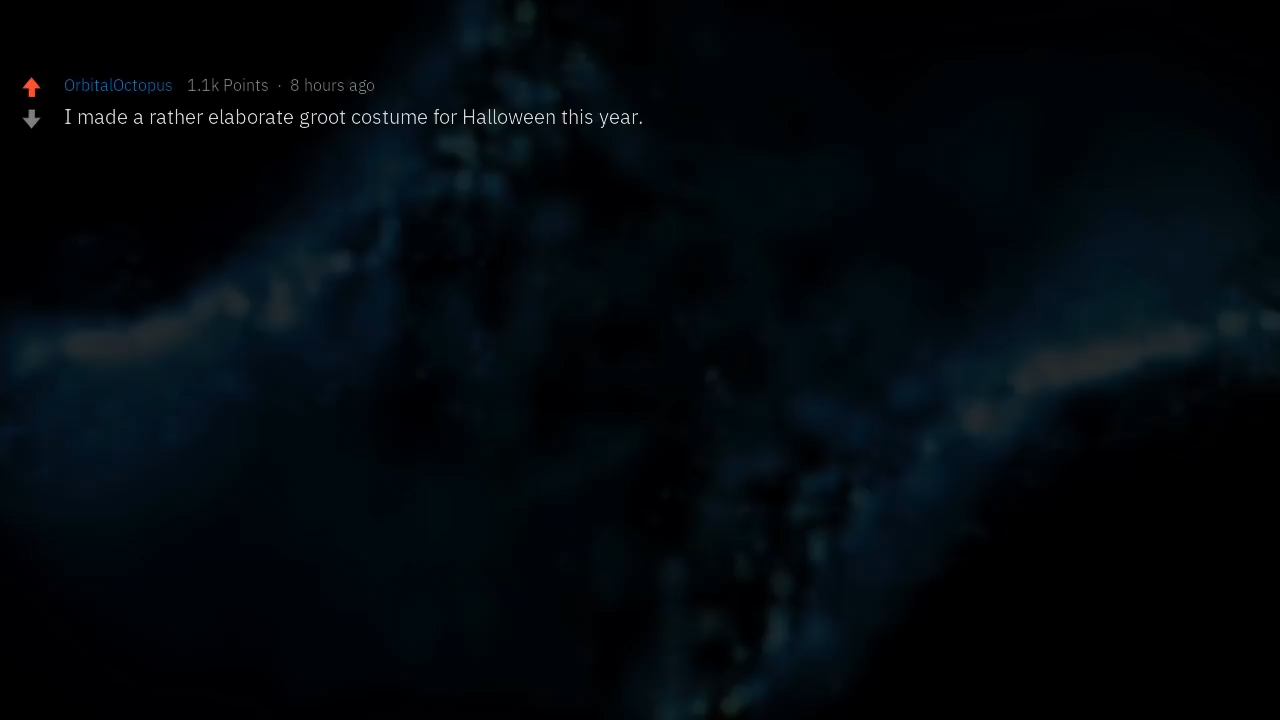 OrbitalOctopus 1.1k Points · 8 hours ago
I made a rather elaborate groot costume for Halloween this year.